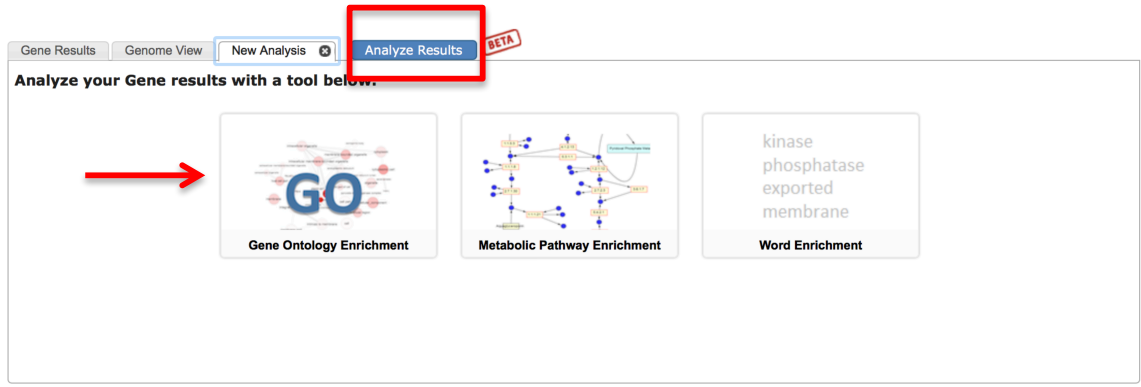 Gene Results
Genome View
New Analysis
Analyze Results
BETA
Analyze your Gene results with a tool below.
GO
Gene Ontology Enrichment
Metabolic Pathway Enrichment
kinase
phosphatase
exported
membrane
Word Enrichment